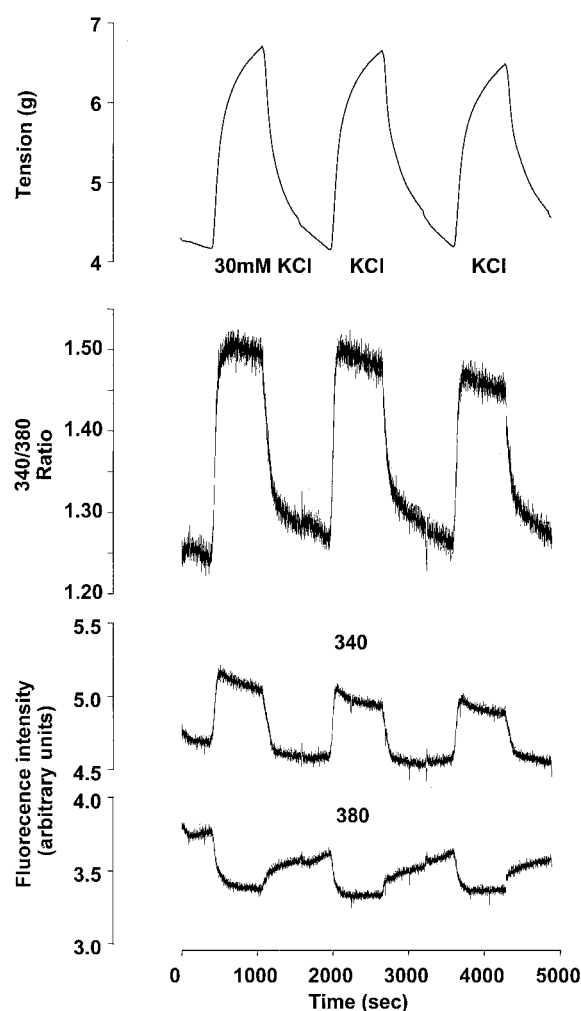 7
6
5
4
Tension (g)
30mM KCl
KCl
KCl
1.50
1.40
1.30
1.20
340/380
Ratio
5.5
5.0
4.5
340
4.0
3.5
3.0
380
Fluorecence intensity
(arbitrary units)
0
1000
2000
3000
4000
5000
Time (sec)